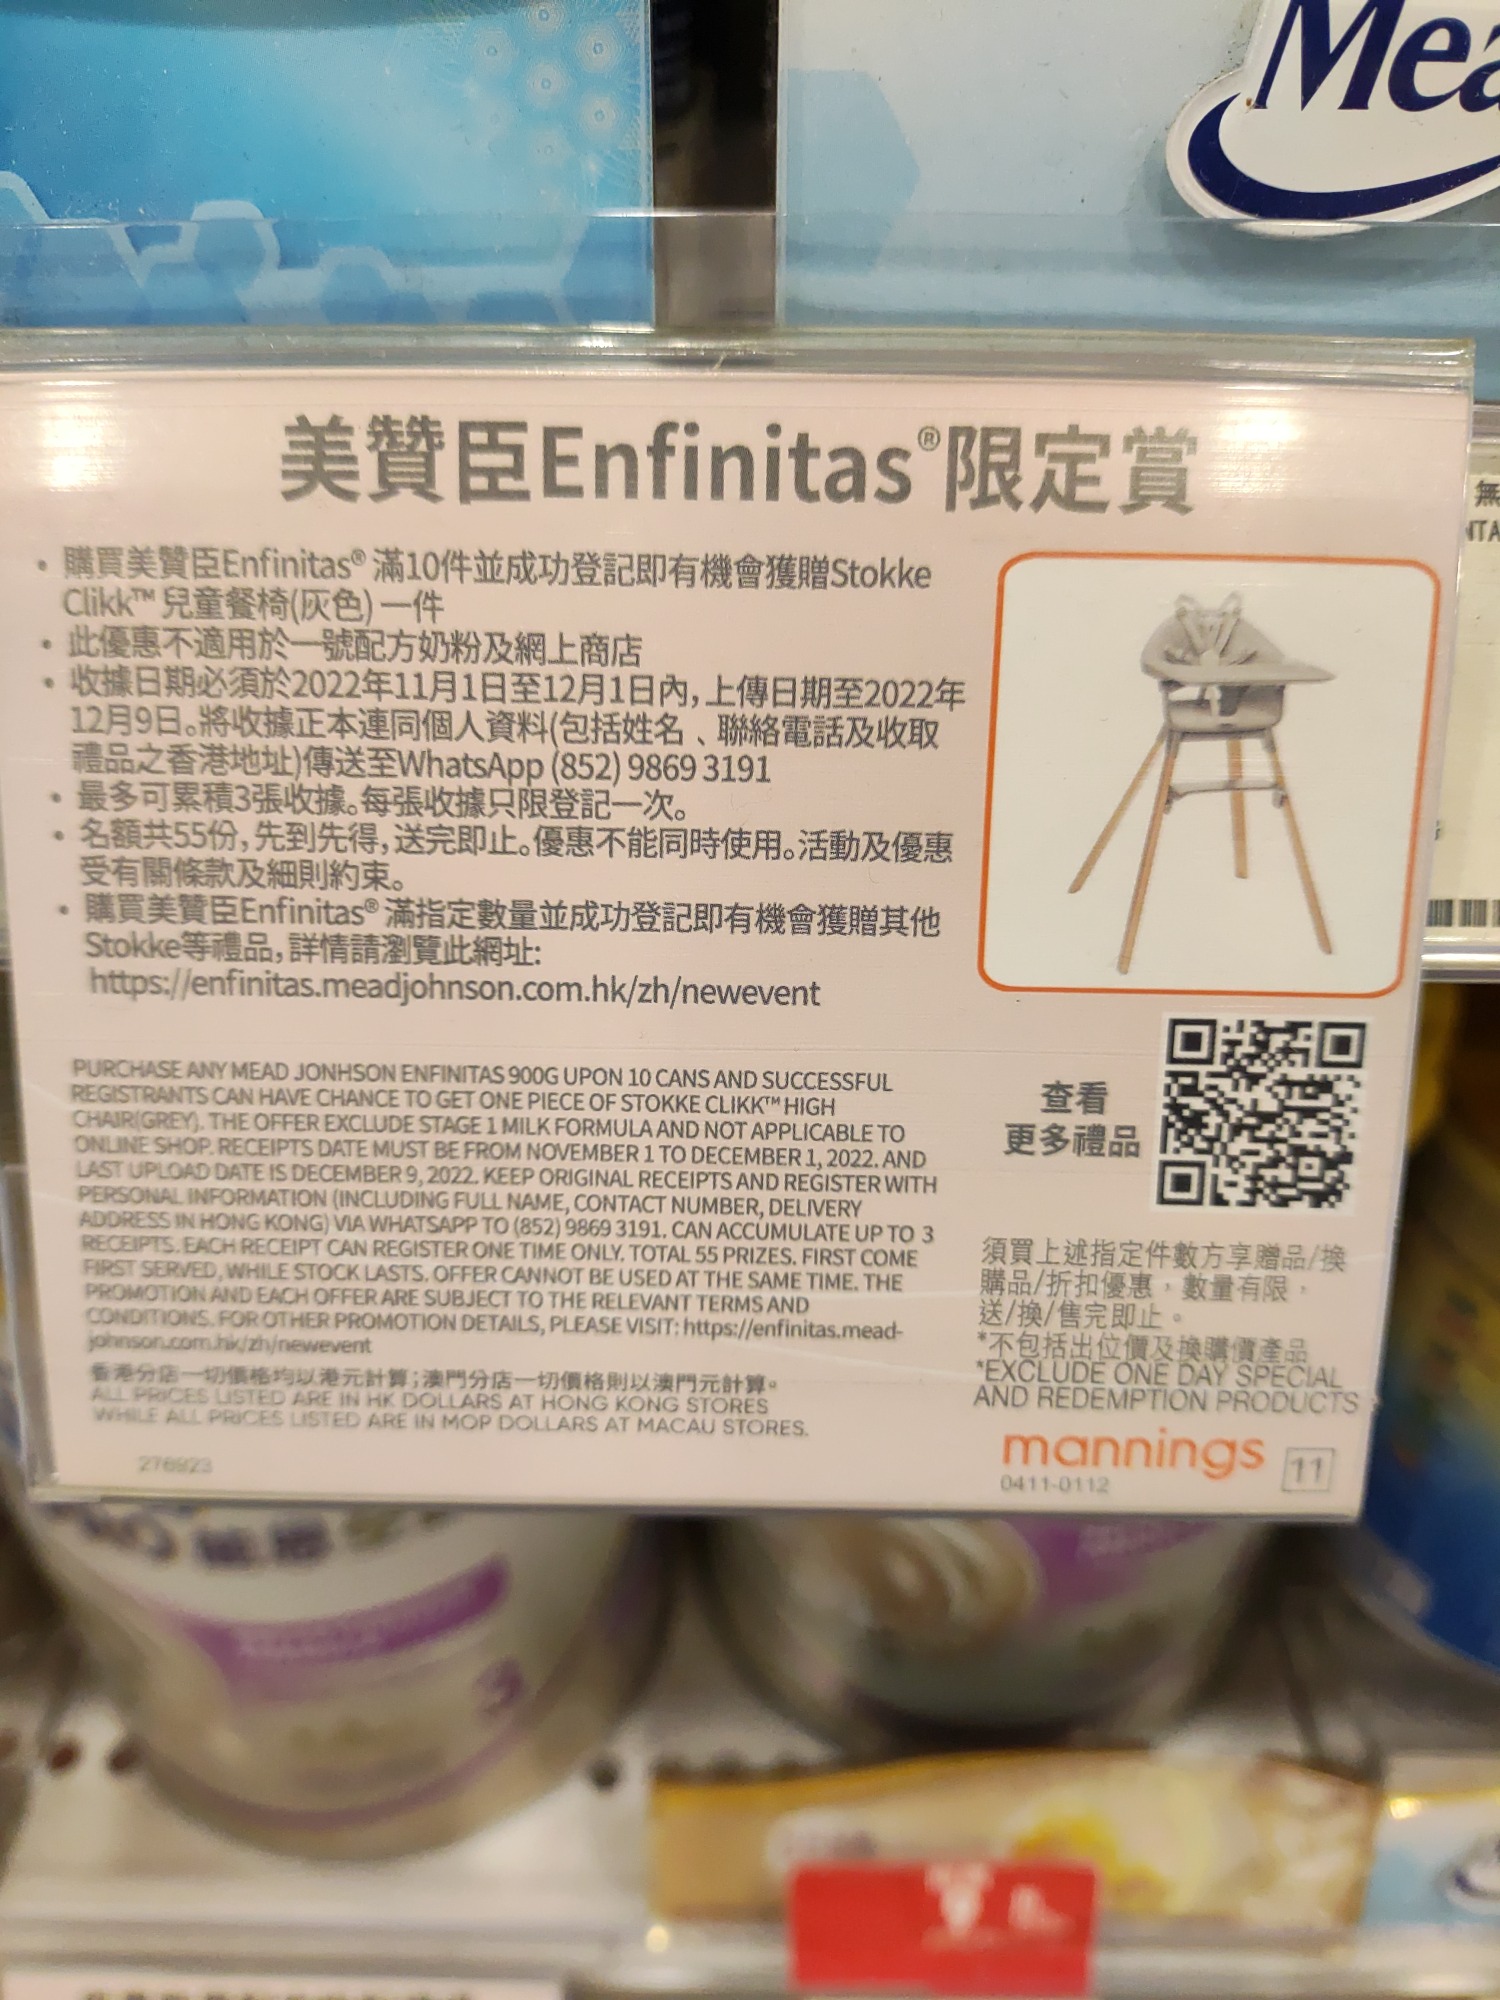 Mea
美贊臣Enfinitas®限定賞
• 購買美贊臣Enfinitas® 滿10件並成功登記即有機會獲贈Stokke
Clikk™ 兒童餐椅(灰色) 一件
• 此優惠不適用於一號配方奶粉及網上商店
• 收據日期必須於2022年11月1日至12月1日內, 上傳日期至2022年
12月9日。將收據正本連同個人資料(包括姓名、聯絡電話及收取
禮品之香港地址)傳送至WhatsApp (852) 9869 3191
• 最多可累積3張收據。每張收據只限登記一次。
• 名額共55份, 先到先得, 送完即止。優惠不能同時使用。活動及優惠
受有關條款及細則約束。
• 購買美贊臣Enfinitas® 滿指定數量並成功登記即有機會獲贈其他
Stokke等禮品, 詳情請瀏覽此網址:
https://enfinitas.meadjohnson.com.hk/zh/newevent
PURCHASE ANY MEAD JONHSON ENFINITAS 900G UPON 10 CANS AND SUCCESSFUL
REGISTRANTS CAN HAVE CHANCE TO GET ONE PIECE OF STOKKE CLIKK™ HIGH
CHAIR(GREY). THE OFFER EXCLUDE STAGE 1 MILK FORMULA AND NOT APPLICABLE TO
ONLINE SHOP. RECEIPTS DATE MUST BE FROM NOVEMBER 1 TO DECEMBER 1, 2022. AND
LAST UPLOAD DATE IS DECEMBER 9, 2022. KEEP ORIGINAL RECEIPTS AND REGISTER WITH
PERSONAL INFORMATION (INCLUDING FULL NAME, CONTACT NUMBER, DELIVERY
ADDRESS IN HONG KONG) VIA WHATSAPP TO (852) 9869 3191. CAN ACCUMULATE UP TO 3
RECEIPTS. EACH RECEIPT CAN REGISTER ONE TIME ONLY. TOTAL 55 PRIZES. FIRST COME
FIRST SERVED, WHILE STOCK LASTS. OFFER CANNOT BE USED AT THE SAME TIME. THE
PROMOTION AND EACH OFFER ARE SUBJECT TO THE RELEVANT TERMS AND
CONDITIONS. FOR OTHER PROMOTION DETAILS, PLEASE VISIT: https://enfinitas.mead-
johnson.com.hk/zh/newevent
香港分店一切價格均以港元計算；澳門分店一切價格則以澳門元計算。
ALL PRICES LISTED ARE IN HK DOLLARS AT HONG KONG STORES
WHILE ALL PRICES LISTED ARE IN MOP DOLLARS AT MACAU STORES.
276923
查看
更多禮品
須買上述指定件數方享贈品/換
購品/折扣優惠，數量有限，
送/換/售完即止。
*不包括出位價及換購價產品
*EXCLUDE ONE DAY SPECIAL
AND REDEMPTION PRODUCTS
mannings
0411-0112
11
無
3